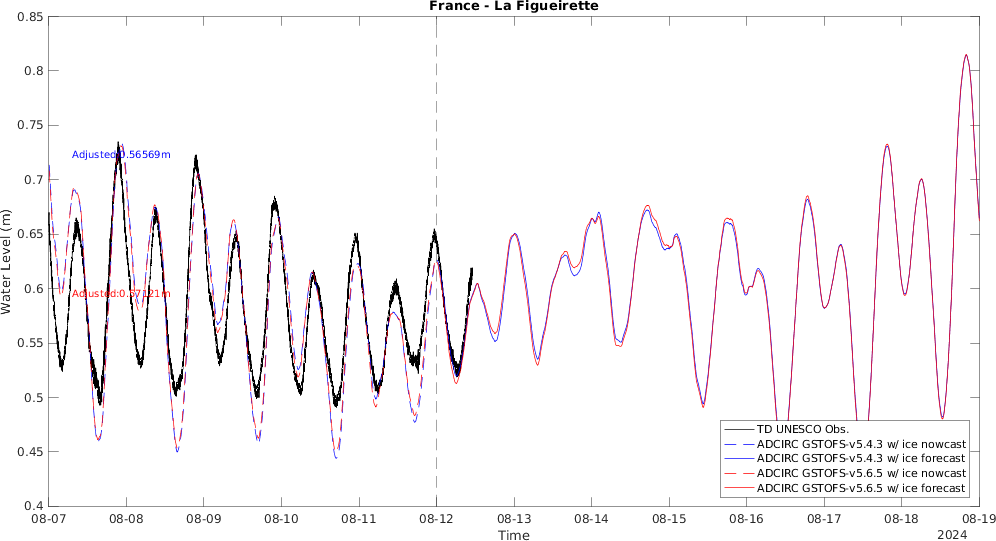 France - La Figueirette
0.85
0.8
0.75
0.7
0.65
0.6
0.55
0.5
0.45
0.4
Water Level (m)
Adjusted:0.56569m
Adjusted:0.57121m
TD UNESCO Obs.
ADCIRC GSTOFS-v5.4.3 w/ ice nowcast
ADCIRC GSTOFS-v5.4.3 w/ ice forecast
ADCIRC GSTOFS-v5.6.5 w/ ice nowcast
ADCIRC GSTOFS-v5.6.5 w/ ice forecast
08-07 08-08 08-09 08-10 08-11 08-12 08-13 08-14 08-15 08-16 08-17 08-18 08-19
Time
2024